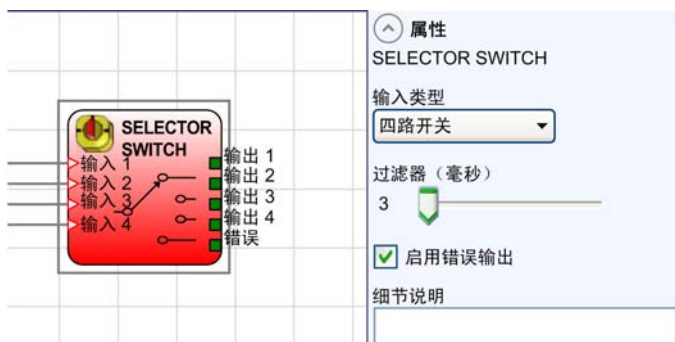 SELECTOR
SWITCH
输入 1
输入 2
输入 3
输入 4
输出 1
输出 2
输出 3
输出 4
错误
属性
SELECTOR SWITCH
输入类型
四路开关
过滤器（毫秒）
3
启用错误输出
细节说明